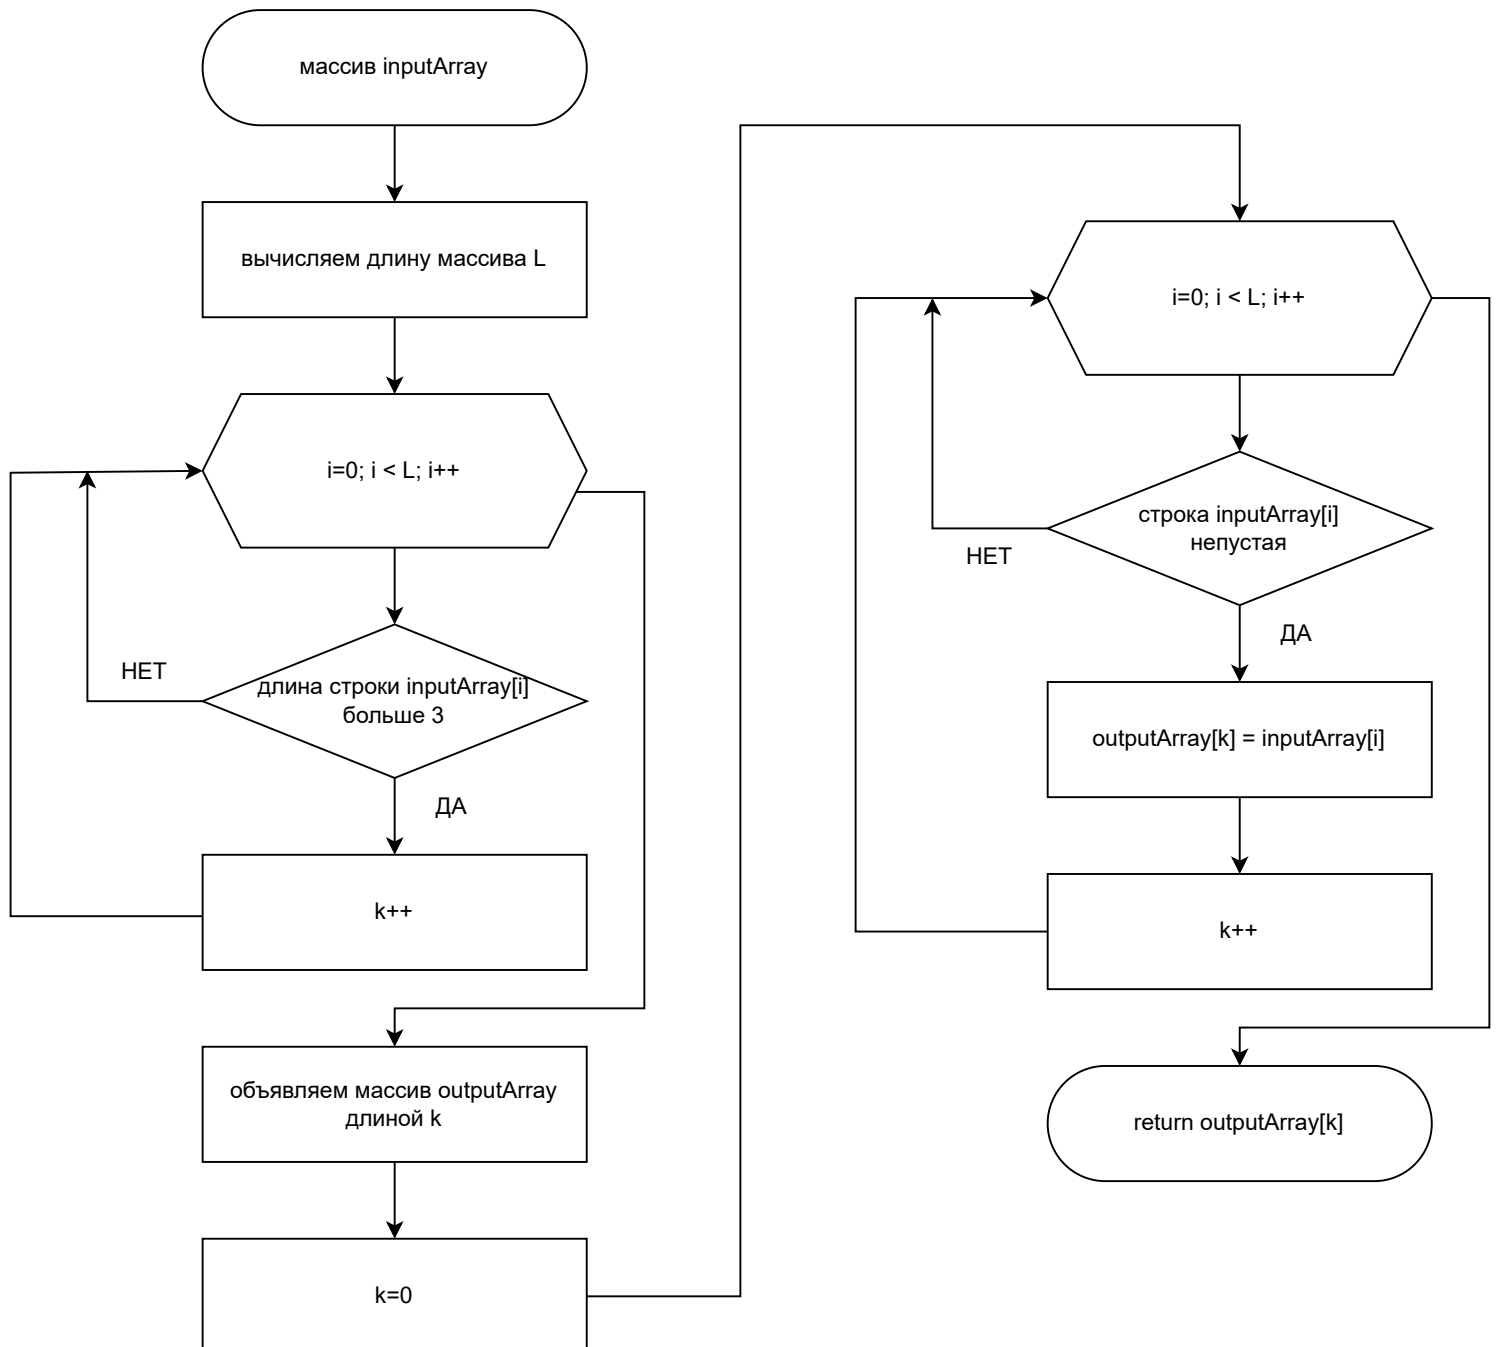 массив inputArray
вычисляем длину массива L
i=0; i < L; i++
НЕТ
длина строки inputArray[i]
больше 3
ДА
k++
объявляем массив outputArray
длиной k
k=0
i=0; i < L; i++
строка inputArray[i]
непустая
НЕТ
ДА
outputArray[k] = inputArray[i]
k++
return outputArray[k]